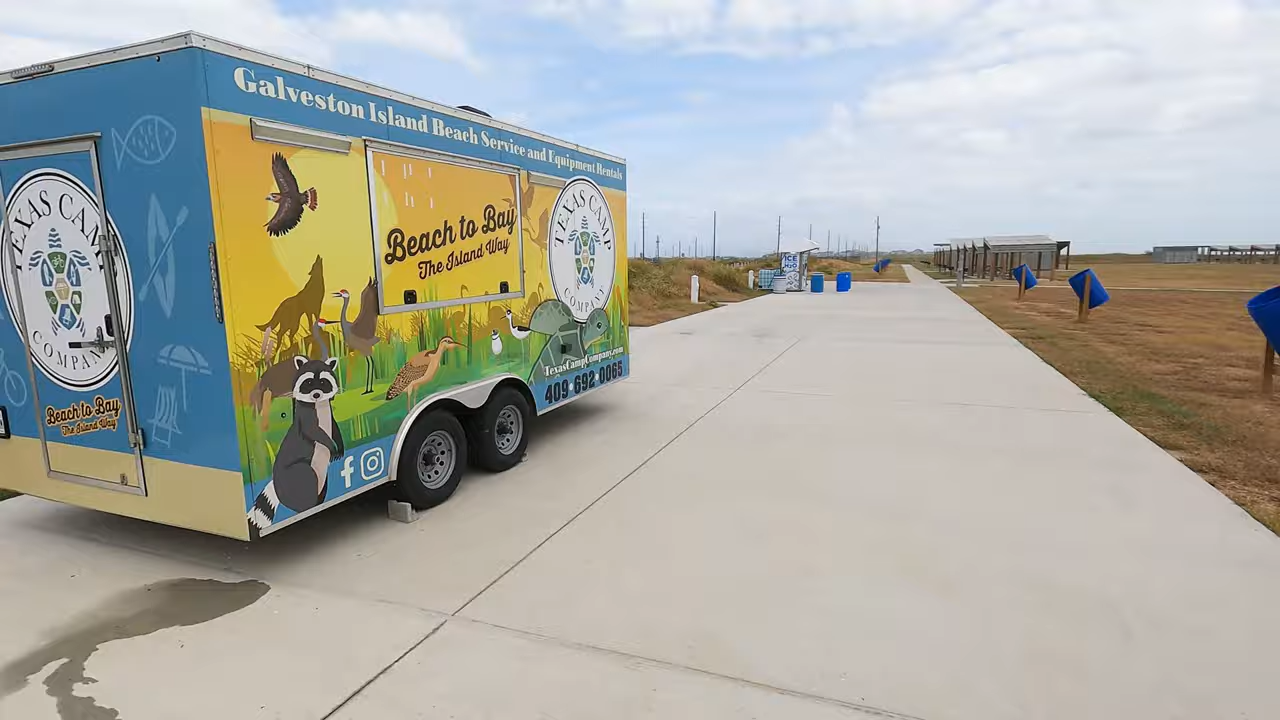 Galveston Island Beach Service and Equipment Rentals
TEXAS CAMP
COMPANY
Beach to Bay
The Island Way
Beach to Bay
The Island Way
TEXAS CAMP
COMPANY
TexasCampCompany.com
409•692•0065
f
ICE
H2O